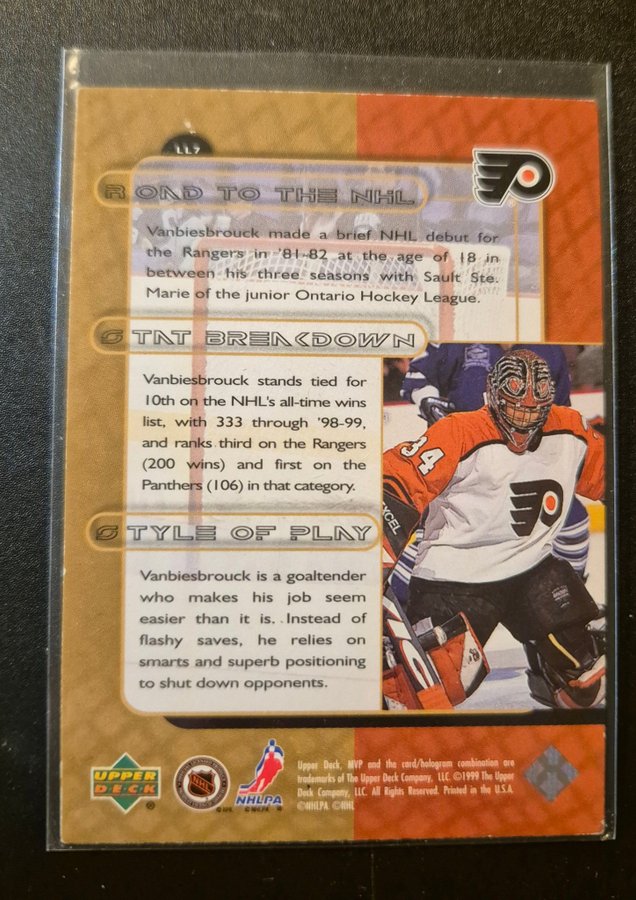 LL7
ROAD TO THE NHL
Vanbiesbrouck made a brief NHL debut for
the Rangers in '81-82 at the age of 18 in
between his three seasons with Sault Ste.
Marie of the junior Ontario Hockey League.
STAT BREAKDOWN
Vanbiesbrouck stands tied for
10th on the NHL's all-time wins
list, with 333 through '98-99,
and ranks third on the Rangers
(200 wins) and first on the
Panthers (106) in that category.
34
STYLE OF PLAY
Vanbiesbrouck is a goaltender
who makes his job seem
easier than it is. Instead of
flashy saves, he relies on
smarts and superb positioning
to shut down opponents.
UPPER
DECK
®
NHL
NHLPA
Upper Deck, MVP and the card/hologram combination are
trademarks of The Upper Deck Company, LLC. ©1999 The Upper
Deck Company, LLC. All Rights Reserved. Printed in the U.S.A.
©NHLPA ©NHL